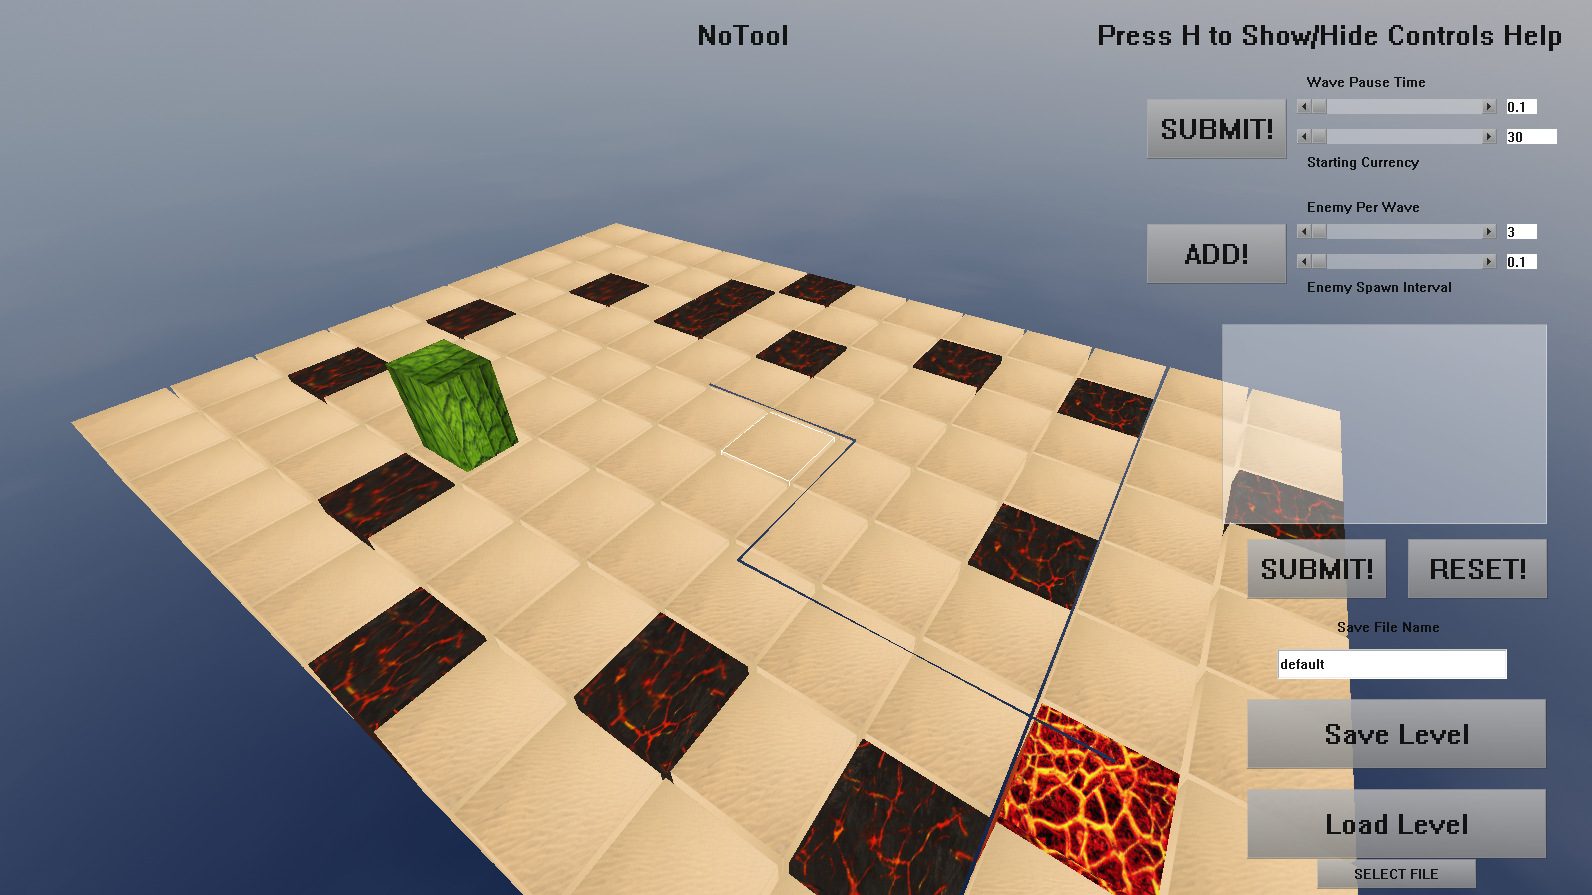 NoTool
Press H to Show/Hide Controls Help
Wave Pause Time
SUBMIT!
0.1
30
Starting Currency
Enemy Per Wave
ADD!
3
0.1
Enemy Spawn Interval
SUBMIT!
RESET!
Save File Name
default
Save Level
Load Level
SELECT FILE